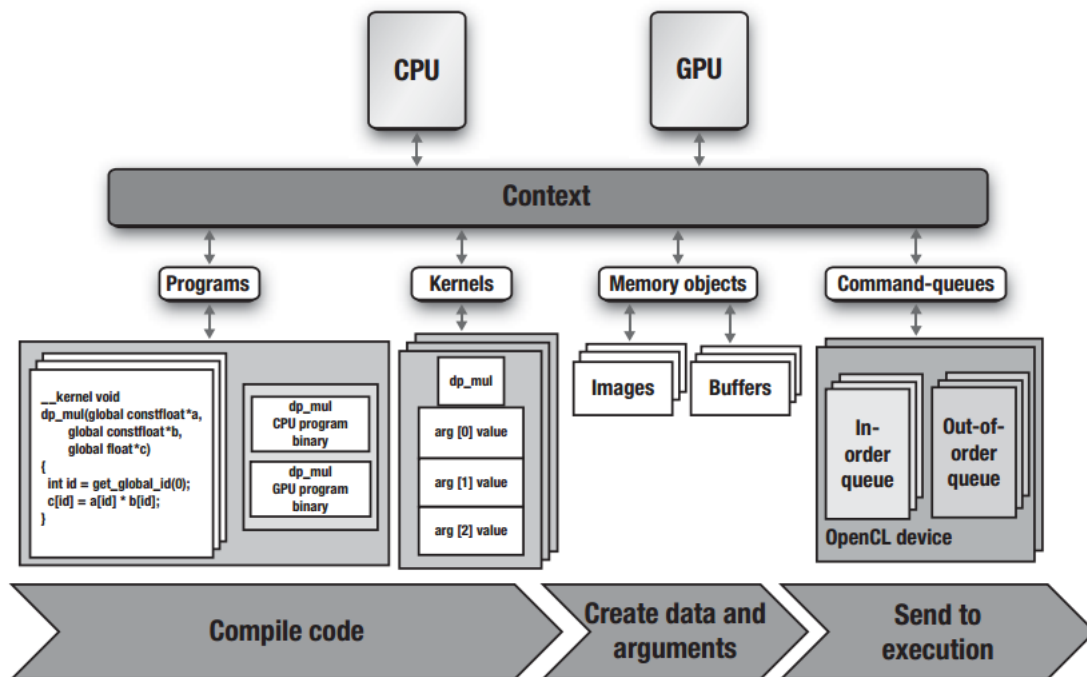 CPU
GPU
Context
Programs
Kernels
Memory objects
Command-queues
__kernel void
dp_mul(global constfloat*a,
global constfloat*b,
global float*c)
{
int id = get_global_id(0);
c[id] = a[id] * b[id];
}
dp_mul
CPU program
binary
dp_mul
GPU program
binary
dp_mul
arg [0] value
arg [1] value
arg [2] value
Images
Buffers
In-
order
queue
Out-of-
order
queue
OpenCL device
Compile code
Create data and
arguments
Send to
execution